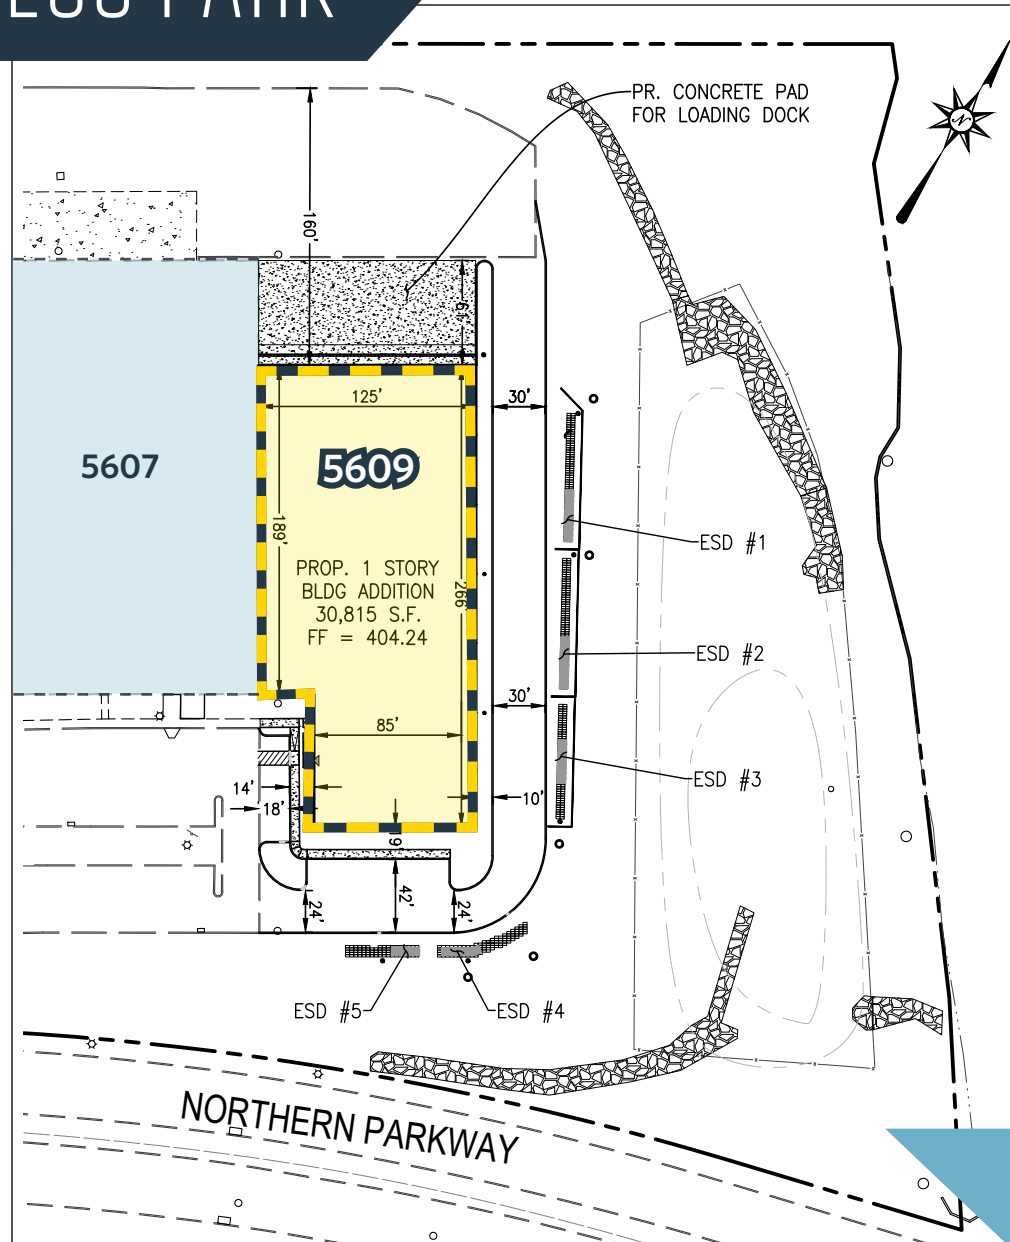 PR. CONCRETE PAD
FOR LOADING DOCK
N
160'
125'
30'
5607
5609
189'
266'
PROP. 1 STORY
BLDG ADDITION
30,815 S.F.
FF = 404.24
ESD #1
ESD #2
30'
85'
ESD #3
14'
18'
10'
19'
42'
24'
24'
ESD #5
ESD #4
NORTHERN PARKWAY